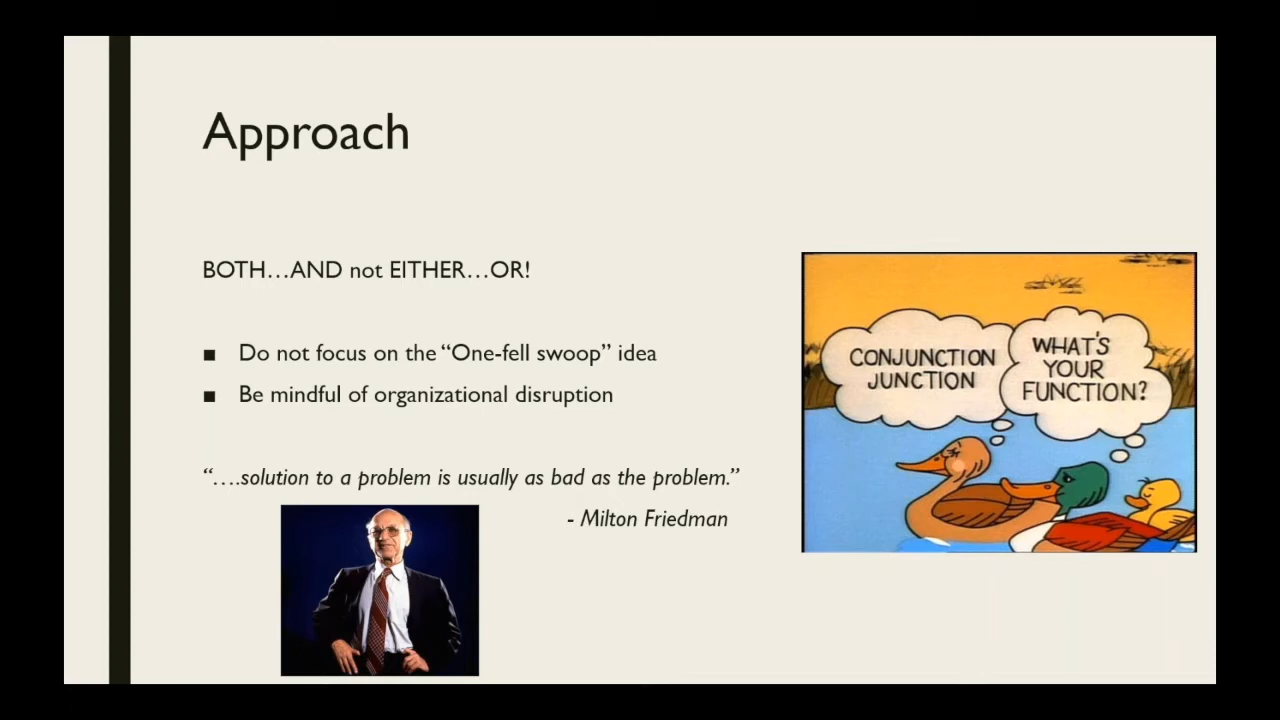 Approach
BOTH…AND not EITHER…OR!
■ Do not focus on the “One-fell swoop” idea
■ Be mindful of organizational disruption
“….solution to a problem is usually as bad as the problem.”
- Milton Friedman
CONJUNCTION
JUNCTION
WHAT'S
YOUR
FUNCTION?